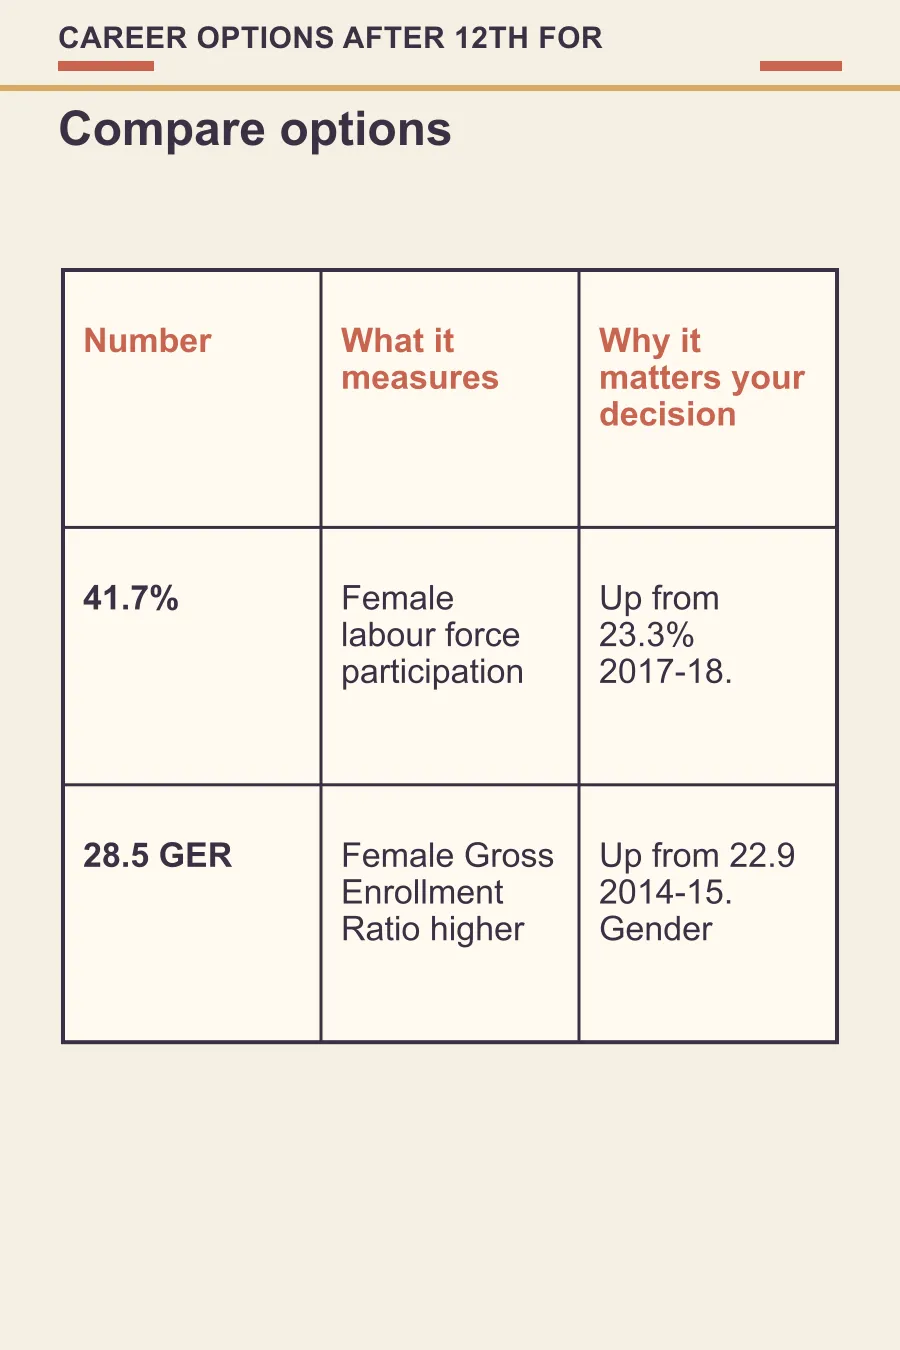 CAREER OPTIONS AFTER 12TH FOR
Compare options
Number
What it
measures
Why it
matters your
decision
41.7%
Female
labour force
participation
Up from
23.3%
2017-18.
28.5 GER
Female Gross
Enrollment
Ratio higher
Up from 22.9
2014-15.
Gender